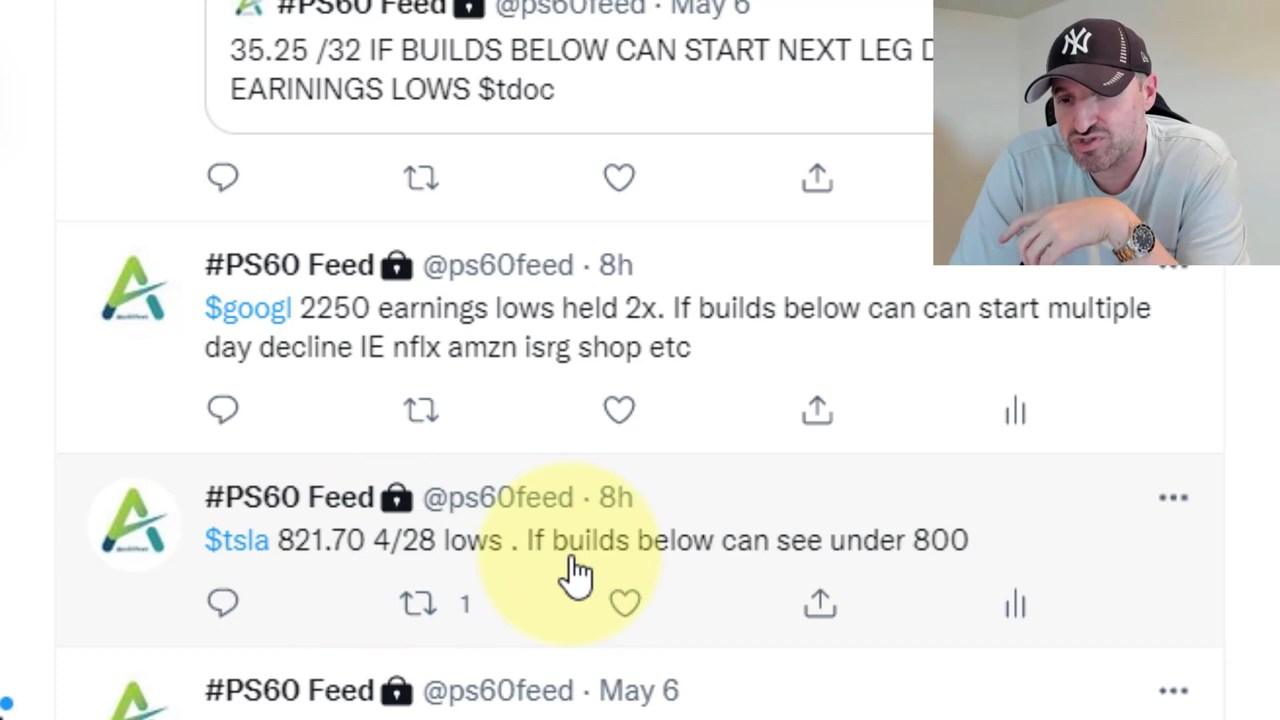 #PS60 Feed @ps60feed · May 6
35.25 /32 IF BUILDS BELOW CAN START NEXT LEG
EARININGS LOWS $tdoc
#PS60 Feed @ps60feed · 8h
$googl 2250 earnings lows held 2x. If builds below can can start multiple
day decline IE nflx amzn isrg shop etc
#PS60 Feed @ps60feed · 8h
$tsla 821.70 4/28 lows . If builds below can see under 800
1
#PS60 Feed @ps60feed · May 6
NY